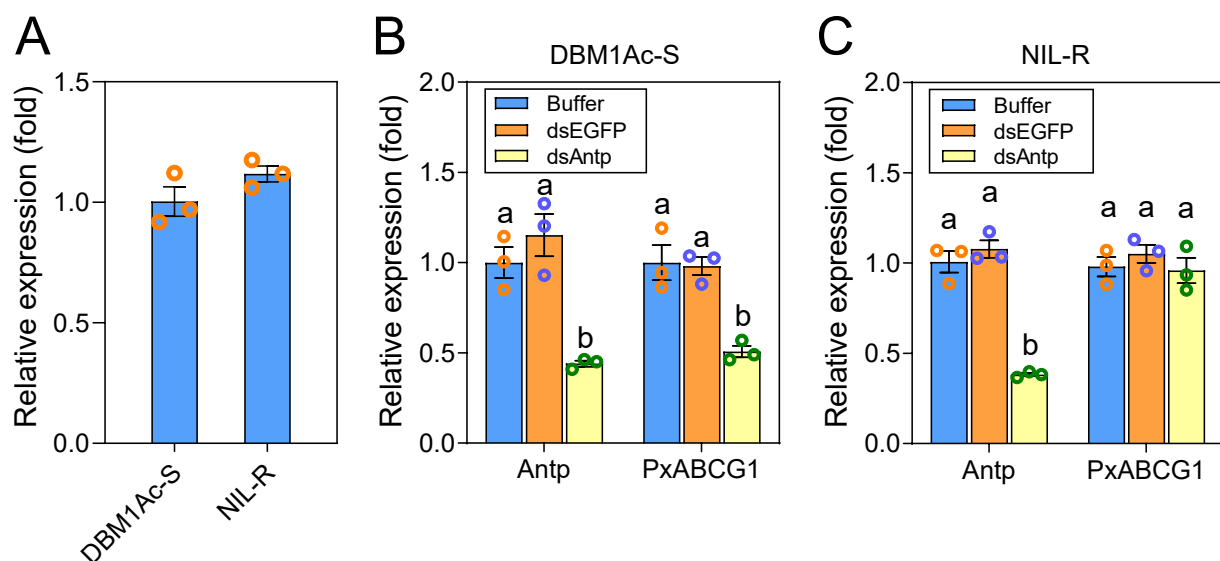 A
Relative expression (fold)
1.5
1.0
0.5
0.0
DBM1Ac-S
NIL-R
B
DBM1Ac-S
Relative expression (fold)
2.0
1.5
1.0
0.5
0.0
Buffer
dsEGFP
dsAntp
a
a
b
a
a
b
Antp
PxABCG1
C
NIL-R
Relative expression (fold)
2.0
1.5
1.0
0.5
0.0
Buffer
dsEGFP
dsAntp
a
a
b
a
a
a
Antp
PxABCG1